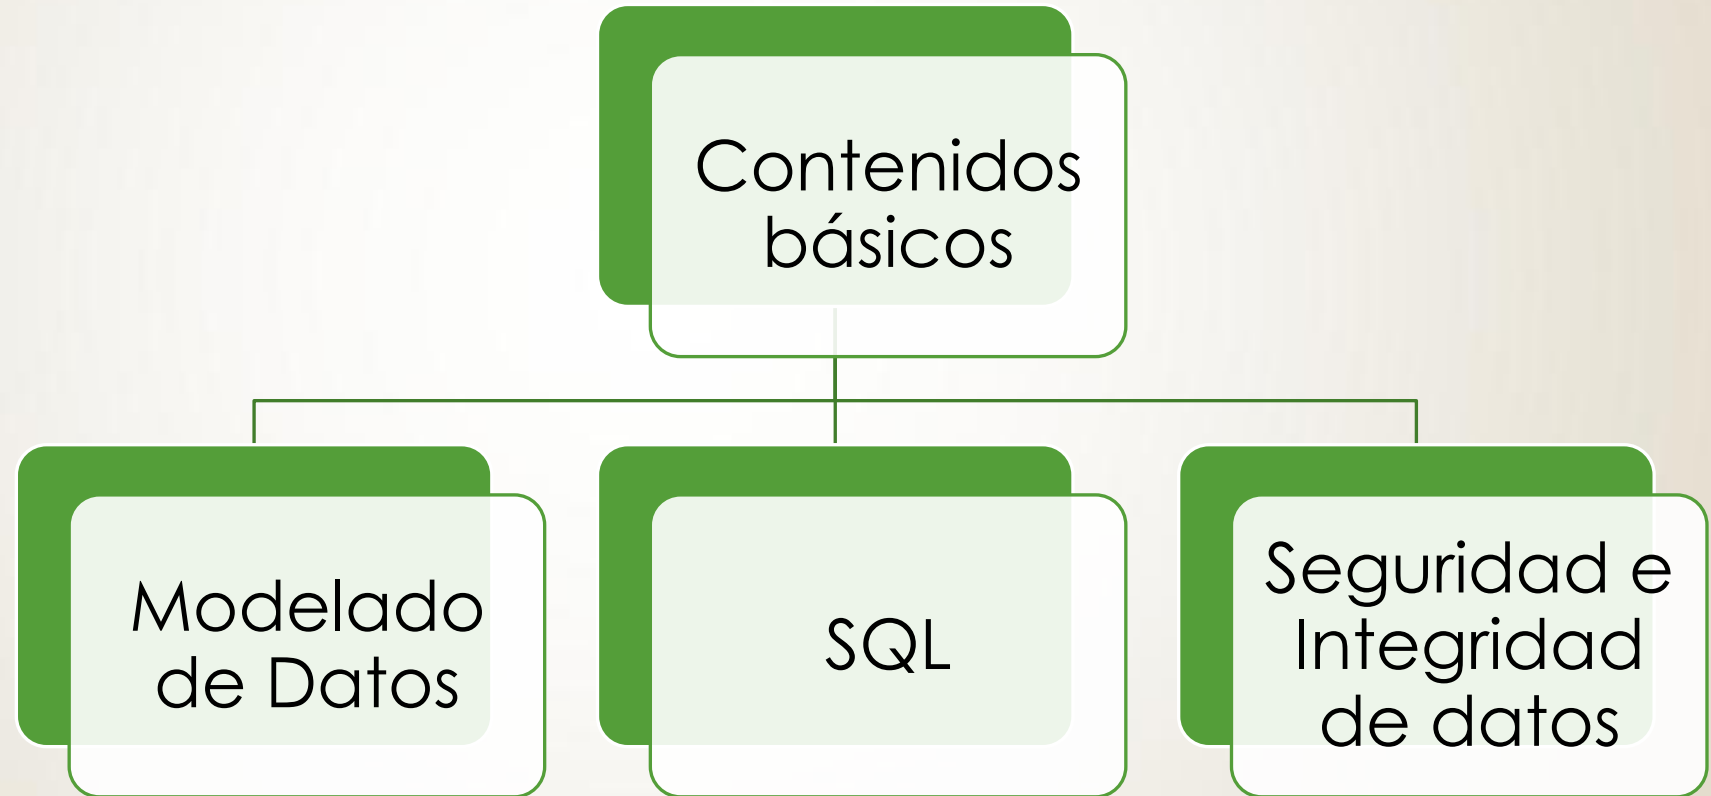 Contenidos
básicos
Modelado
de Datos
SQL
Seguridad e
Integridad
de datos